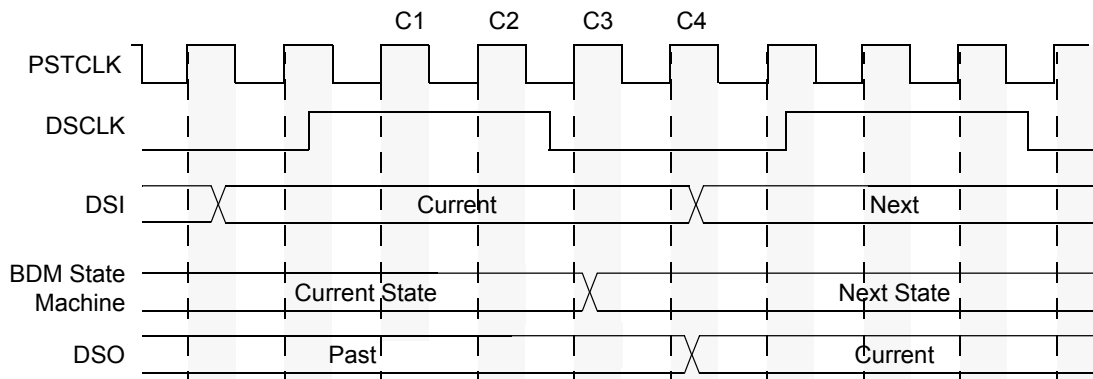 C1 C2 C3 C4
PSTCLK
DSCLK
DSI Current Next
BDM State
Machine Current State Next State
DSO Past Current